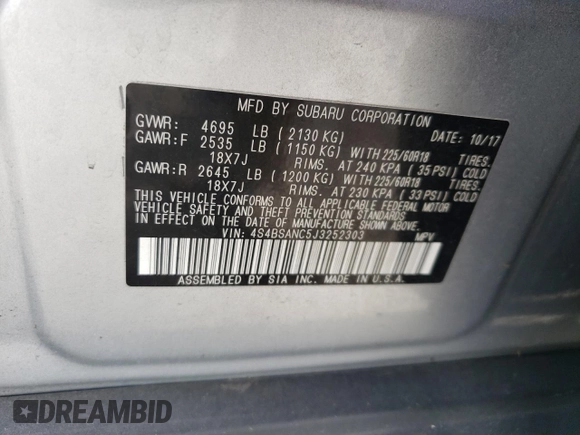 MFD BY SUBARU CORPORATION
GVWR: 4695 LB (2130 KG) DATE: 10/17
GAWR:F 2535 LB (1150 KG) WITH 225/60R18 TIRES.
18X7J RIMS. AT 240 KPA (35 PSI) COLD
GAWR:R 2645 LB (1200 KG) WITH 225/60R18 TIRES.
18X7J RIMS. AT 230 KPA (33 PSI) COLD
THIS VEHICLE CONFORMS TO ALL APPLICABLE FEDERAL MOTOR
VEHICLE SAFETY AND THEFT PREVENTION STANDARDS
IN EFFECT ON THE DATE OF MANUFACTURE SHOWN ABOVE.
VIN: 4S4BSANC5J3252303 MPV
ASSEMBLED BY SIA INC. MADE IN U.S.A.
DREAMBID